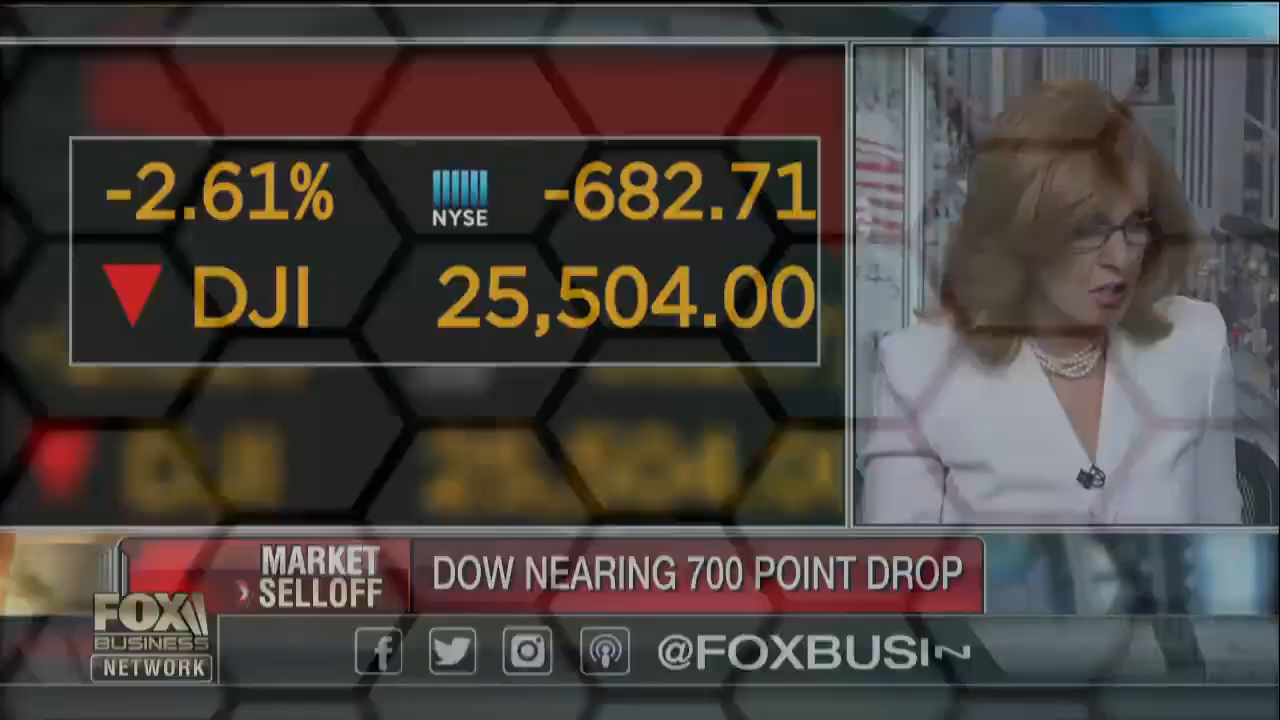 -2.61% NYSE -682.71
DJI 25,504.00
MARKET
SELLOFF
DOW NEARING 700 POINT DROP
FOX
BUSINESS
NETWORK
@FOXBUSI